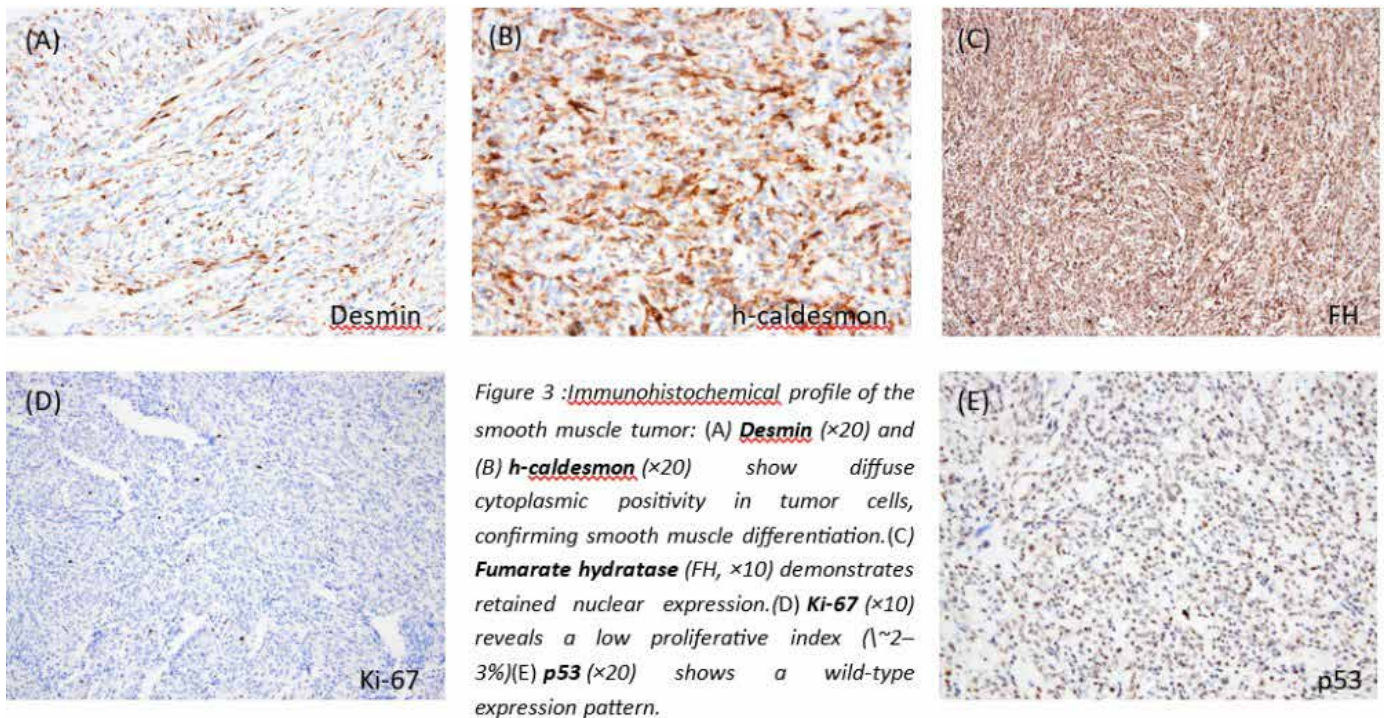 (A)
Desmin
(B)
h-caldesmon
(C)
FH
(D)
Ki-67
Figure 3 :Immunohistochemical profile of the
smooth muscle tumor: (A) Desmin (×20) and
(B) h-caldesmon (×20) show diffuse
cytoplasmic positivity in tumor cells,
confirming smooth muscle differentiation.(C)
Fumarate hydratase (FH, ×10) demonstrates
retained nuclear expression.(D) Ki-67 (×10)
reveals a low proliferative index (\~2–
3%)(E) p53 (×20) shows a wild-type
expression pattern.
(E)
p53